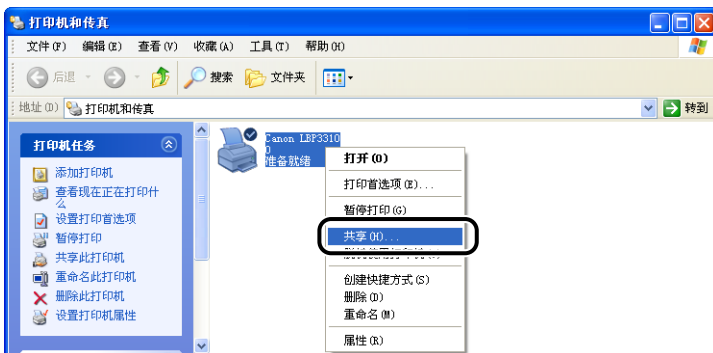 打印机和传真
文件(F) 编辑(E) 查看(V) 收藏(A) 工具(T) 帮助(H)
后退 搜索 文件夹
地址(D) 打印机和传真 转到
打印机任务
添加打印机
查看现在正在打印什
么
设置打印首选项
暂停打印
共享此打印机
重命名此打印机
删除此打印机
设置打印机属性
Canon LBP3310
0
准备就绪
打开(O)
打印首选项(E)...
暂停打印(G)
共享(H)...
创建快捷方式(S)
删除(D)
重命名(M)
属性(R)